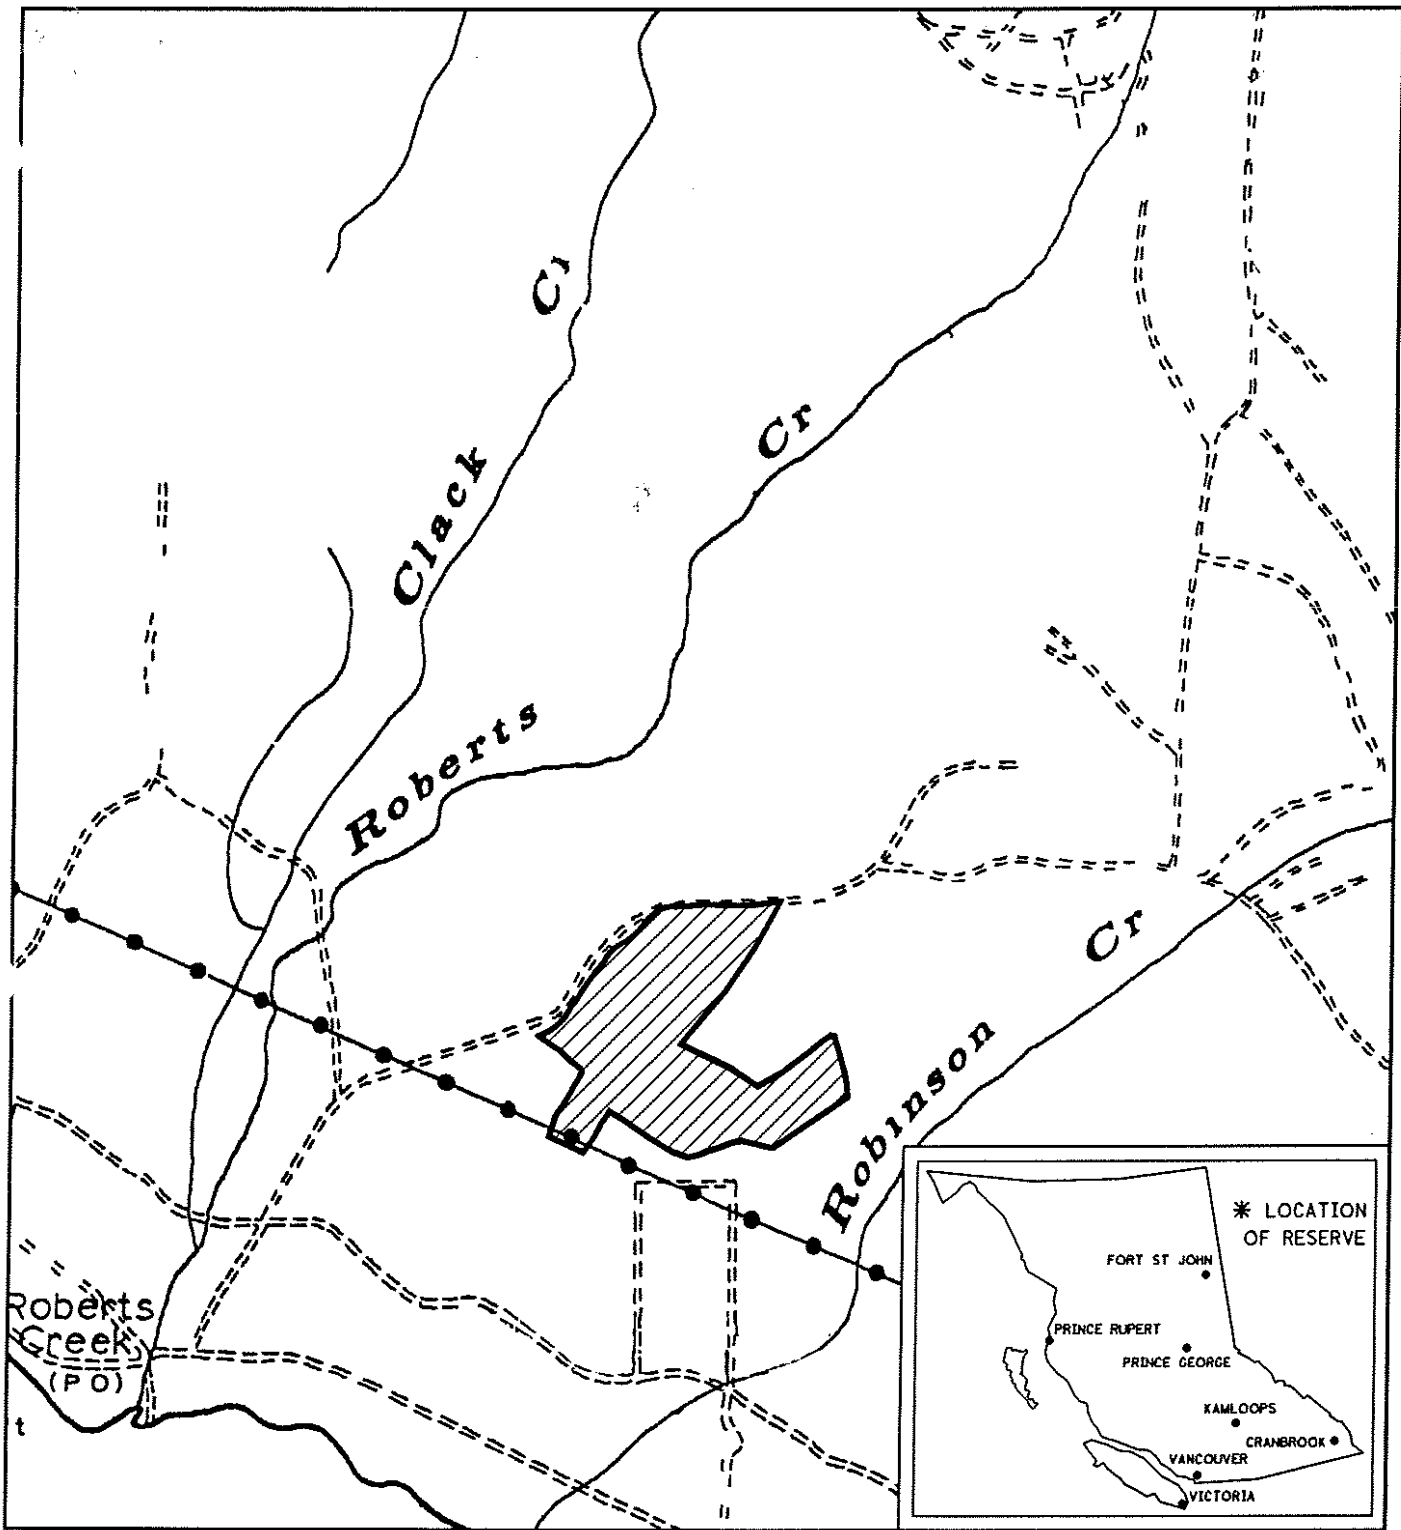 Clack
Roberts Cr
Robinson Cr
Roberts
Creek
(PO)
t
* LOCATION
OF RESERVE
FORT ST JOHN
PRINCE RUPERT
PRINCE GEORGE
KAMLOOPS
CRANBROOK
VANCOUVER
VICTORIA